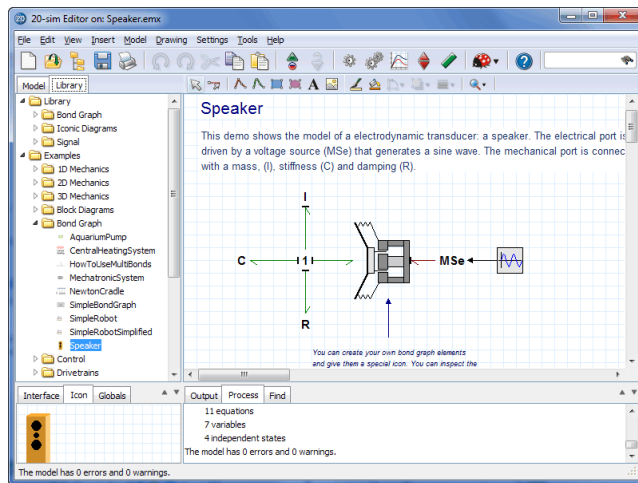 20-sim Editor on: Speaker.emx
File Edit View Insert Model Drawing Settings Tools Help
Model Library
Library
Bond Graph
Iconic Diagrams
Signal
Examples
1D Mechanics
2D Mechanics
3D Mechanics
Block Diagrams
Bond Graph
AquariumPump
CentralHeatingSystem
HowToUseMultiBonds
MechatronicSystem
NewtonCradle
SimpleBondGraph
SimpleRobot
SimpleRobotSimplified
Speaker
Control
Drivetrains
Speaker
This demo shows the model of a electrodynamic transducer: a speaker. The electrical port is
driven by a voltage source (MSe) that generates a sine wave. The mechanical port is connec
with a mass, (I), stiffness (C) and damping (R).
I
C 1 MSe
R
You can create your own bond graph elements
and give them a special icon. You can inspect the
Interface Icon Globals
Output Process Find
11 equations
7 variables
4 independent states
The model has 0 errors and 0 warnings.
The model has 0 errors and 0 warnings.